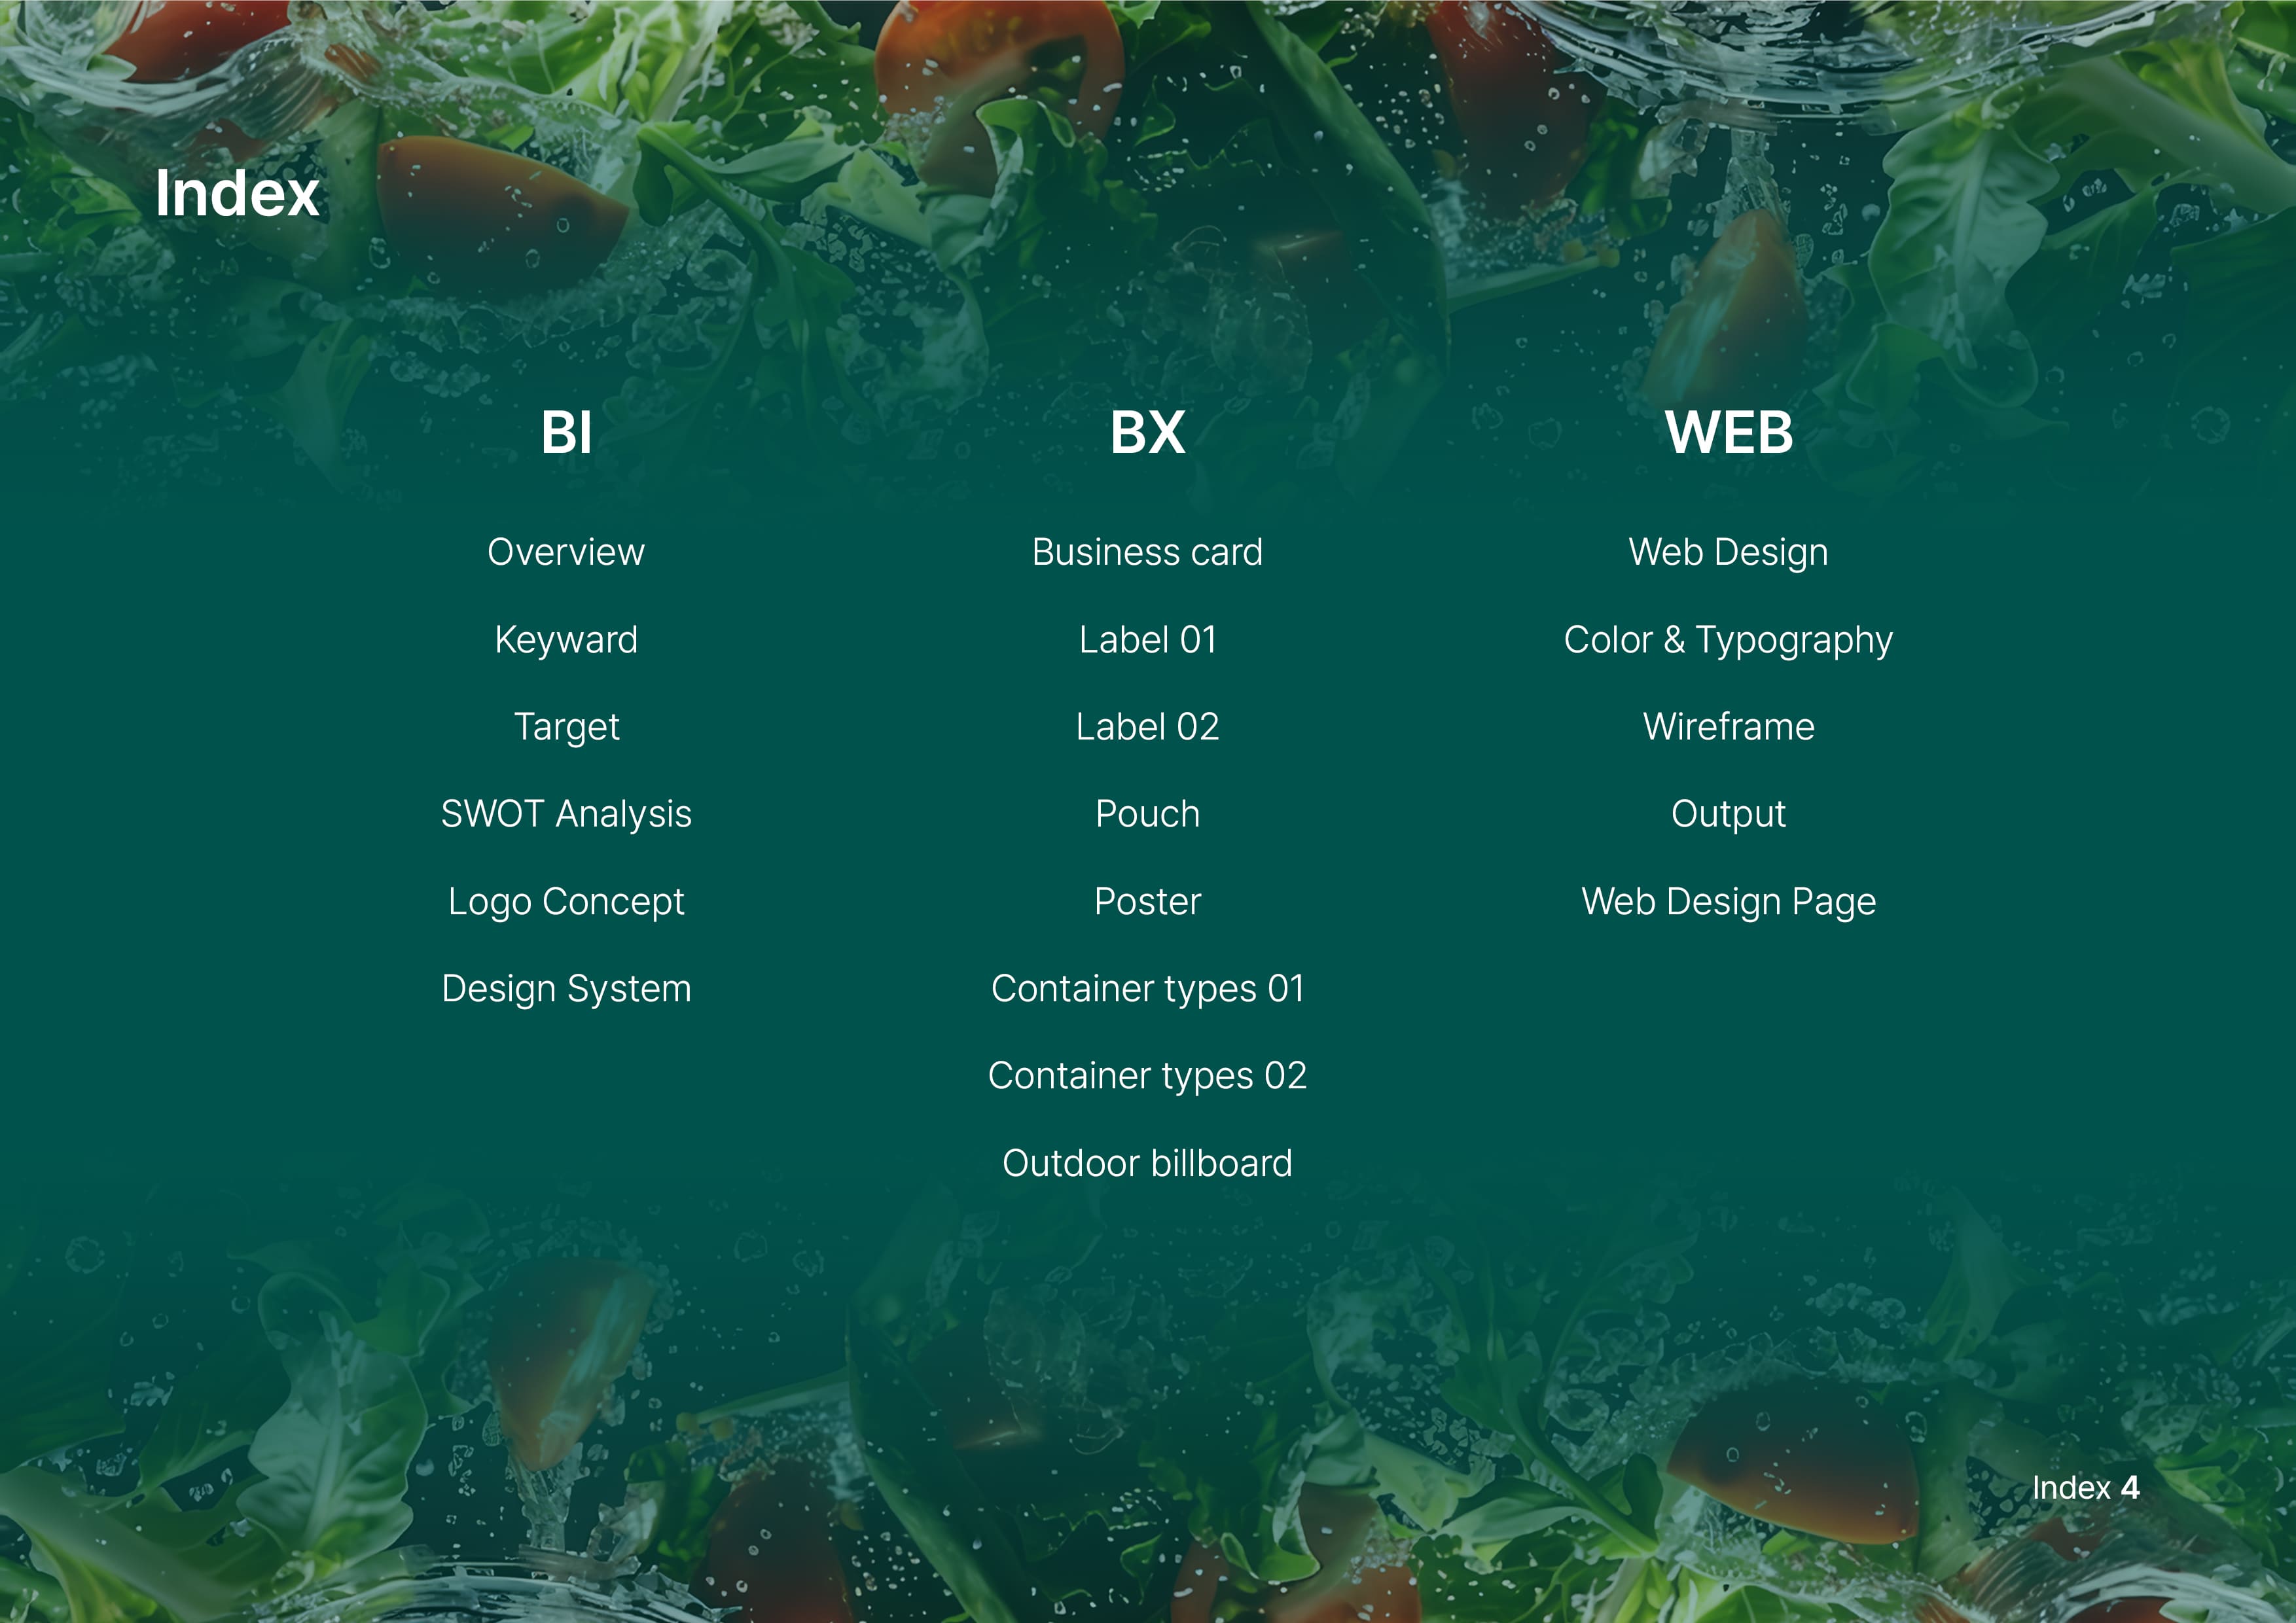 Index
BI
Overview
Keyward
Target
SWOT Analysis
Logo Concept
Design System
BX
Business card
Label 01
Label 02
Pouch
Poster
Container types 01
Container types 02
Outdoor billboard
WEB
Web Design
Color & Typography
Wireframe
Output
Web Design Page
Index 4